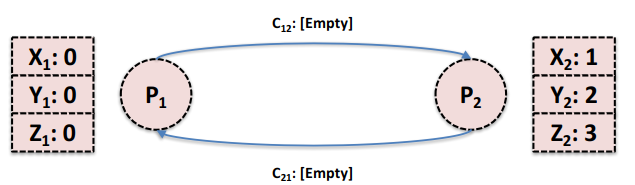 C12: [Empty]
X1: 0
Y1: 0
Z1: 0
P1
P2
X2: 1
Y2: 2
Z2: 3
C21: [Empty]